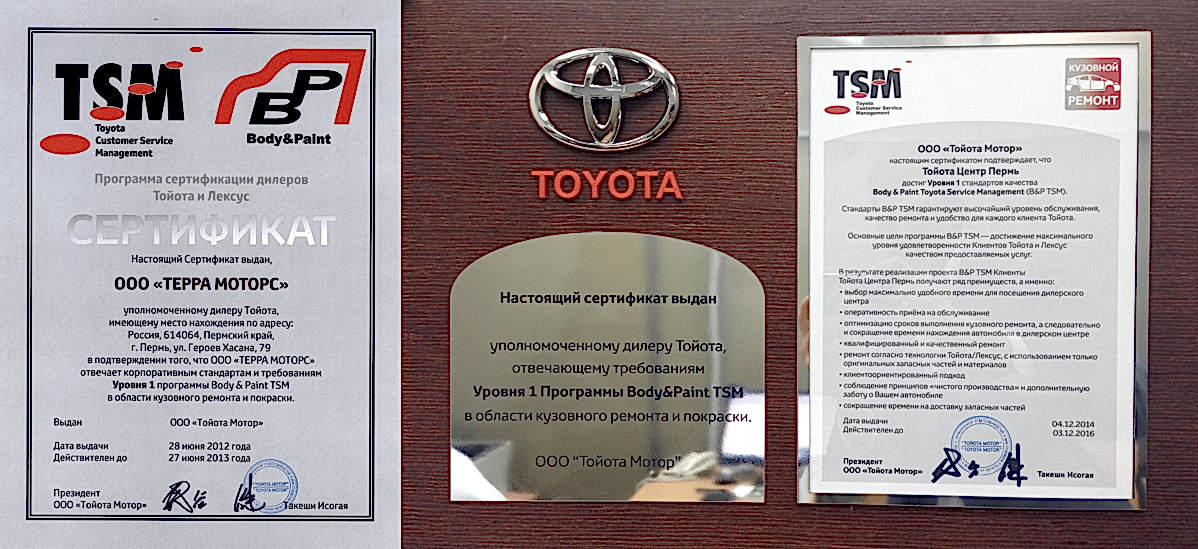 TSM
Toyota
Customer Service
Management
BP
Body&Paint
Программа сертификации дилеров
Тойота и Лексус
СЕРТИФИКАТ
Настоящий Сертификат выдан,
ООО «ТЕРРА МОТОРС»
уполномоченному дилеру Тойота,
имеющему место нахождения по адресу:
Россия, 614064, Пермский край,
г. Пермь, ул. Героев Хасана, 79
в подтверждении того, что ООО «ТЕРРА МОТОРС»
отвечает корпоративным стандартам и требованиям
Уровня 1 программы Body & Paint TSM
в области кузовного ремонта и покраски.
Выдан ООО «Тойота Мотор»
Дата выдачи 28 июня 2012 года
Действителен до 27 июня 2013 года
Президент
ООО «Тойота Мотор» Такеши Исогая
"ТОЙОТА МОТОР"
"TOYOTA MOTOR"
TOYOTA
Настоящий сертификат выдан
уполномоченному дилеру Тойота,
отвечающему требованиям
Уровня 1 Программы Body&Paint TSM
в области кузовного ремонта и покраски.
ООО "Тойота Мотор"
TSM
Toyota
Customer Service
Management
КУЗОВНОЙ
РЕМОНТ
ООО «Тойота Мотор»
настоящим сертификатом подтверждает, что
Тойота Центр Пермь
достиг Уровня 1 стандартов качества
Body & Paint Toyota Service Management (B&P TSM).
Стандарты B&P TSM гарантируют высочайший уровень обслуживания,
качество ремонта и удобство для каждого клиента Тойота.
Основные цели программы B&P TSM — достижение максимального
уровня удовлетворенности Клиентов Тойота и Лексус
качеством предоставляемых услуг.
В результате реализации проекта B&P TSM Клиенты
Тойота Центра Пермь получают ряд преимуществ, а именно:
• выбор максимально удобного времени для посещения дилерского
центра
• оперативность приёма на обслуживание
• оптимизацию сроков выполнения кузовного ремонта, а следовательно
и сокращение времени нахождения автомобиля в дилерском центре
• квалифицированный и качественный ремонт
• ремонт согласно технологии Тойота/Лексус, с использованием только
оригинальных запасных частей и материалов
• клиентоориентированный подход
• соблюдение принципов «чистого производства» и дополнительную
заботу о Вашем автомобиле
• сокращение времени на доставку запасных частей
Дата выдачи 04.12.2014
Действителен до 03.12.2016
Президент
ООО «Тойота Мотор» Такеши Исогая
"ТОЙОТА МОТОР"
"TOYOTA MOTOR"